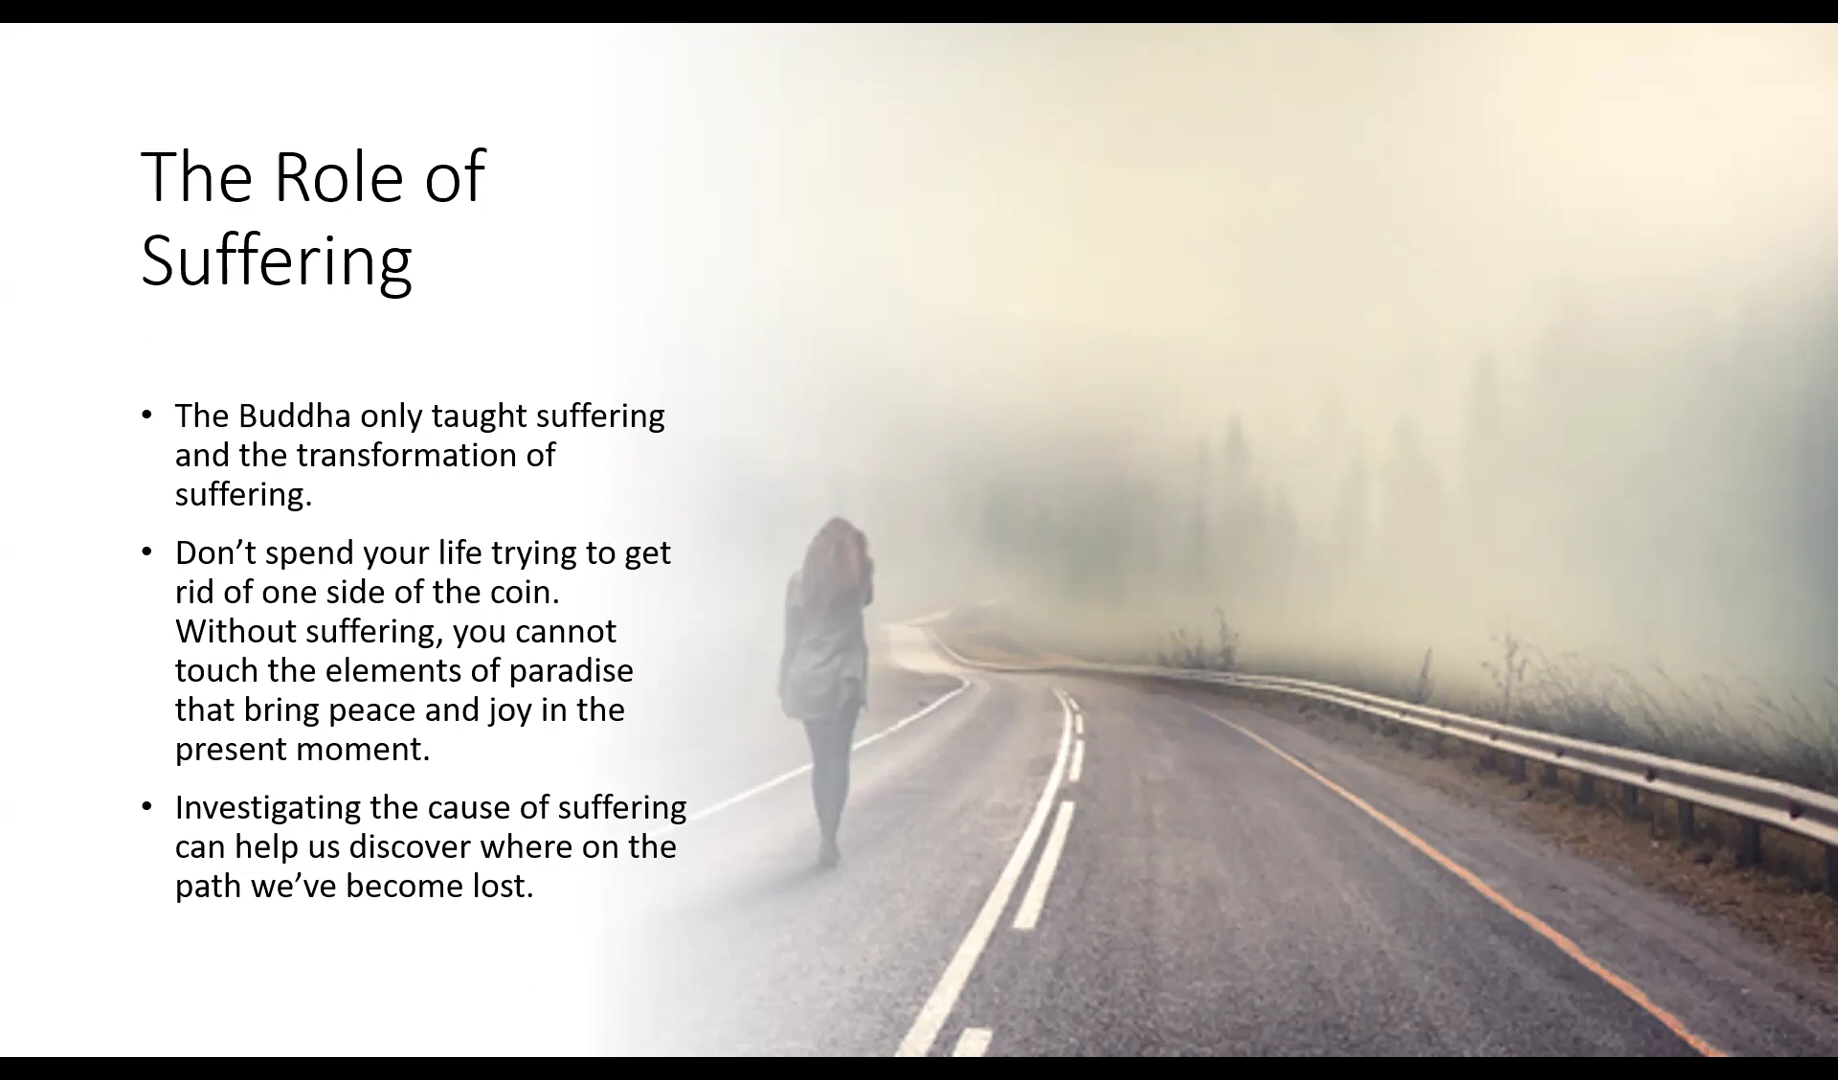 The Role of
Suffering
• The Buddha only taught suffering
and the transformation of
suffering.
• Don’t spend your life trying to get
rid of one side of the coin.
Without suffering, you cannot
touch the elements of paradise
that bring peace and joy in the
present moment.
• Investigating the cause of suffering
can help us discover where on the
path we’ve become lost.